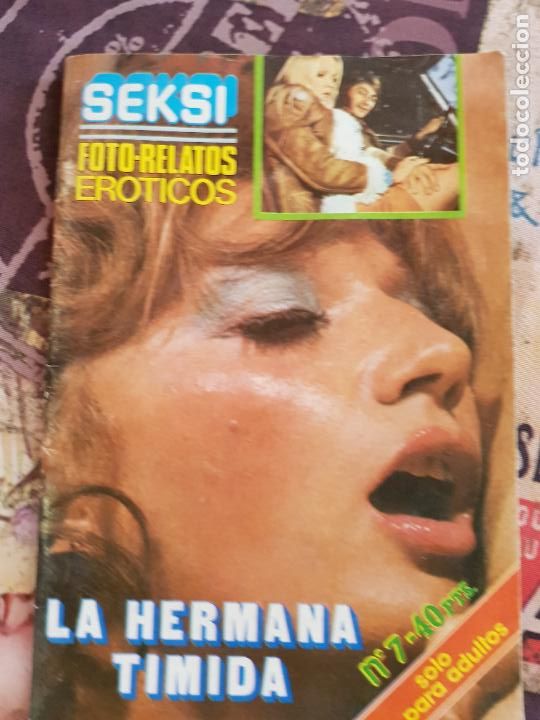 SEKSI
FOTO-RELATOS
EROTICOS
LA HERMANA
TIMIDA
nº 7 - 40 PTS.
solo
para adultos
todocoleccion